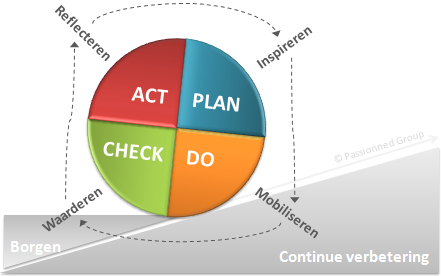 Reflecteren
Inspireren
ACT
PLAN
CHECK
DO
© Passionned Group
Waarderen
Mobiliseren
Borgen
Continue verbetering